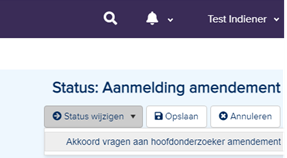 Test Indiener
Status: Aanmelding amendement
Status wijzigen Opslaan Annuleren
Akkoord vragen aan hoofdonderzoeker amendement